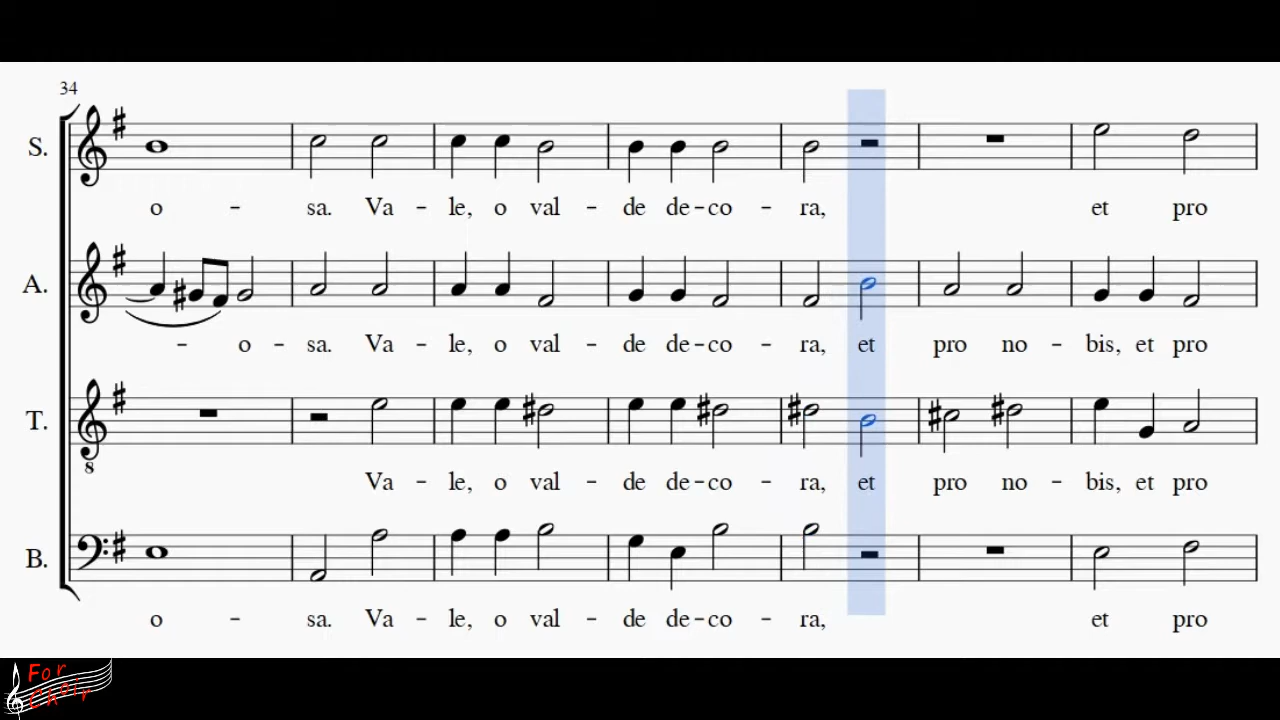 34
S.
o - sa. Va - le, o val - de de - co - ra, et pro
A.
- o - sa. Va - le, o val - de de - co - ra, et pro no - bis, et pro
T.
8
Va - le, o val - de de - co - ra, et pro no - bis, et pro
B.
o - sa. Va - le, o val - de de - co - ra, et pro
For
Choir